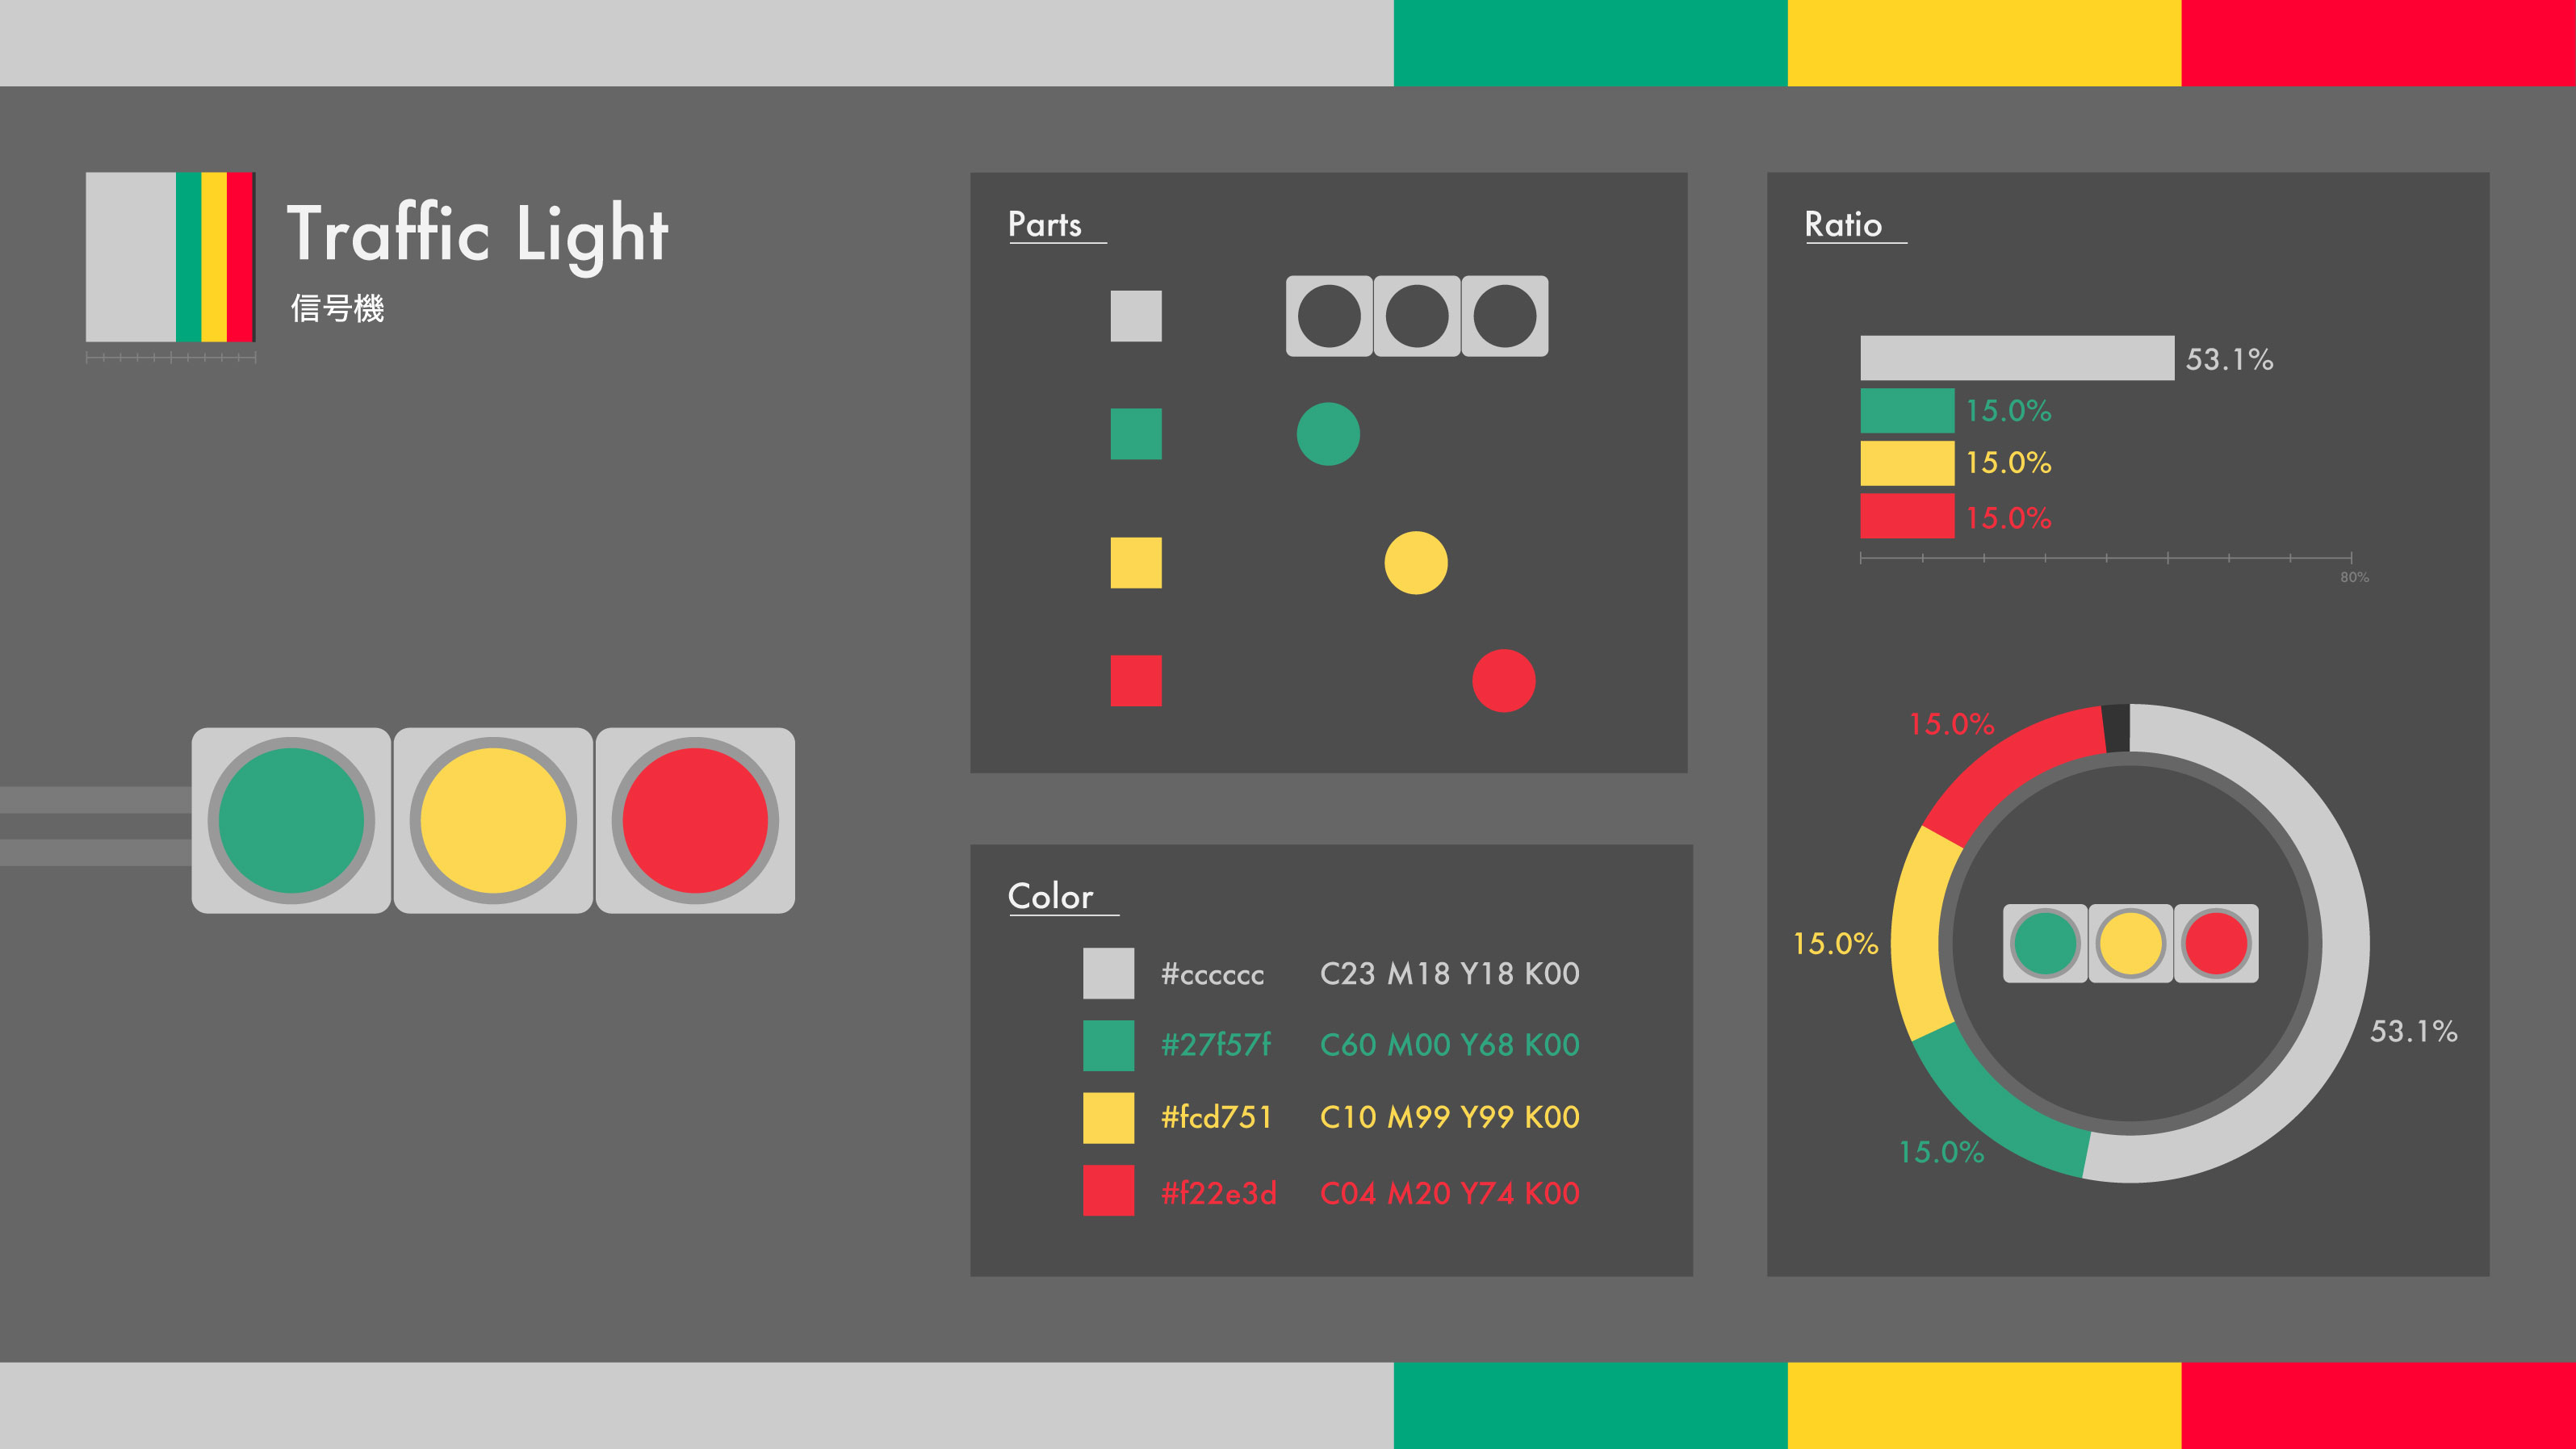 Traffic Light
信号機
Parts
Color
#cccccc C23 M18 Y18 K00
#27f57f C60 M00 Y68 K00
#fcd751 C10 M99 Y99 K00
#f22e3d C04 M20 Y74 K00
Ratio
53.1%
15.0%
15.0%
15.0%
80%
15.0%
15.0%
53.1%
15.0%